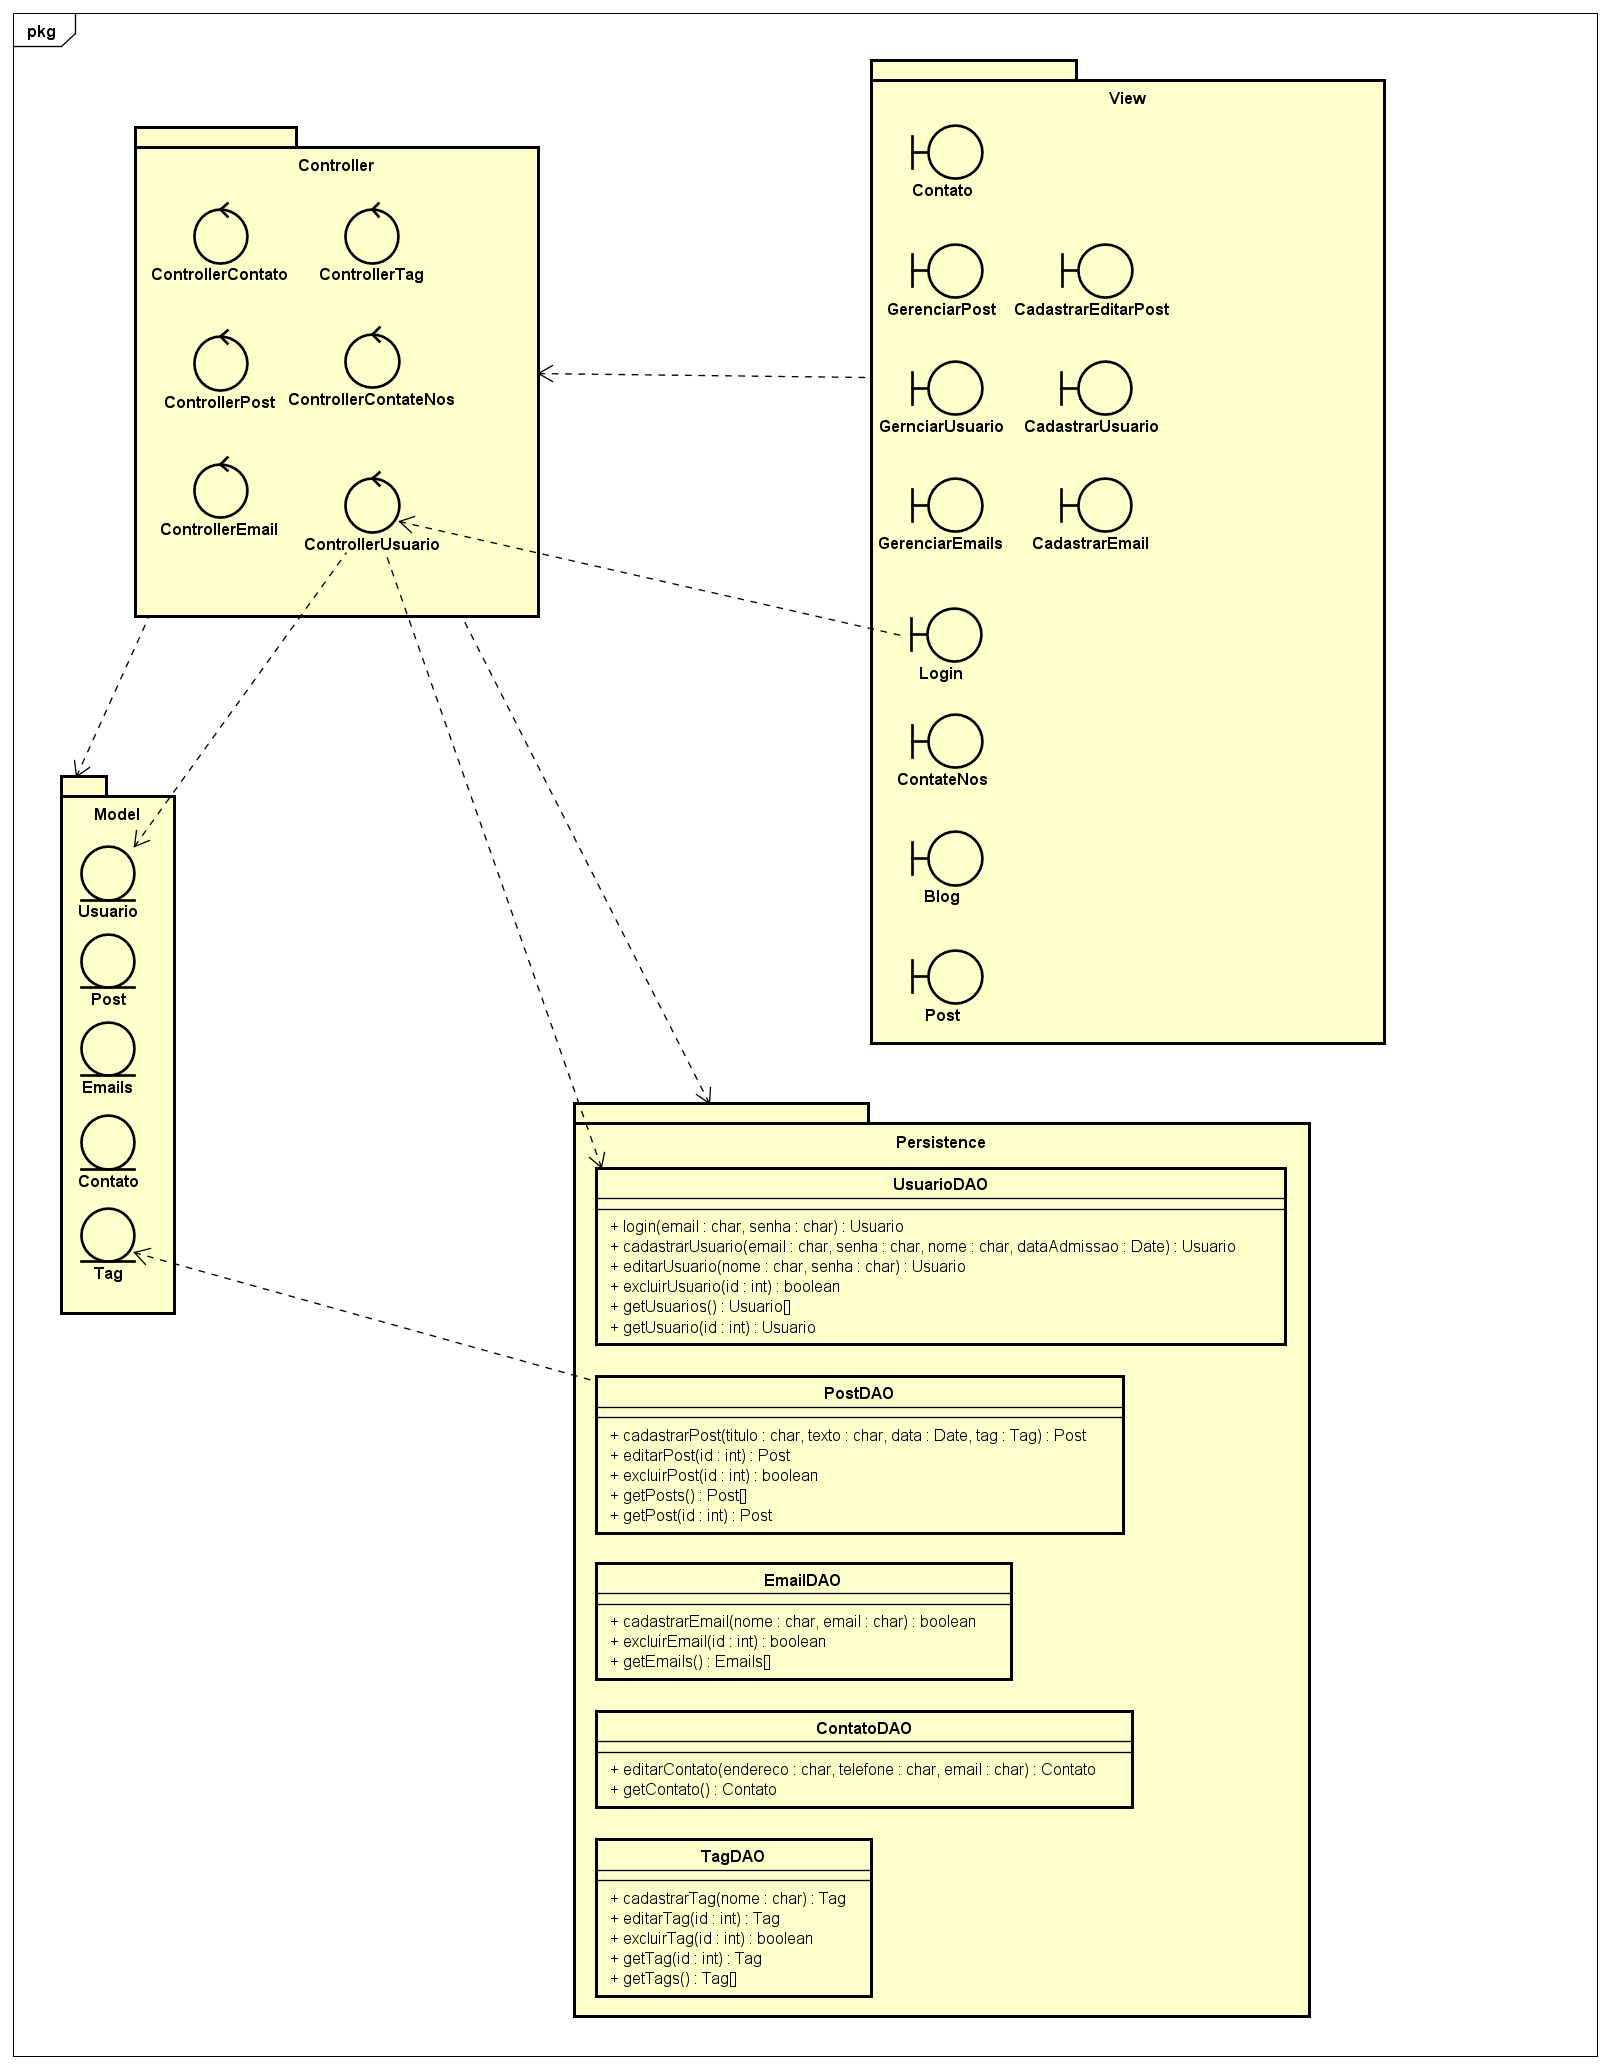 pkg
View
Contato
GerenciarPost
CadastrarEditarPost
GernciarUsuario
CadastrarUsuario
GerenciarEmails
CadastrarEmail
Login
ContateNos
Blog
Post
Controller
ControllerContato
ControllerTag
ControllerPost
ControllerContateNos
ControllerEmail
ControllerUsuario
Model
Usuario
Post
Emails
Contato
Tag
Persistence
UsuarioDAO
+ login(email : char, senha : char) : Usuario
+ cadastrarUsuario(email : char, senha : char, nome : char, dataAdmissao : Date) : Usuario
+ editarUsuario(nome : char, senha : char) : Usuario
+ excluirUsuario(id : int) : boolean
+ getUsuarios() : Usuario[]
+ getUsuario(id : int) : Usuario
PostDAO
+ cadastrarPost(titulo : char, texto : char, data : Date, tag : Tag) : Post
+ editarPost(id : int) : Post
+ excluirPost(id : int) : boolean
+ getPosts() : Post[]
+ getPost(id : int) : Post
EmailDAO
+ cadastrarEmail(nome : char, email : char) : boolean
+ excluirEmail(id : int) : boolean
+ getEmails() : Emails[]
ContatoDAO
+ editarContato(endereco : char, telefone : char, email : char) : Contato
+ getContato() : Contato
TagDAO
+ cadastrarTag(nome : char) : Tag
+ editarTag(id : int) : Tag
+ excluirTag(id : int) : boolean
+ getTag(id : int) : Tag
+ getTags() : Tag[]